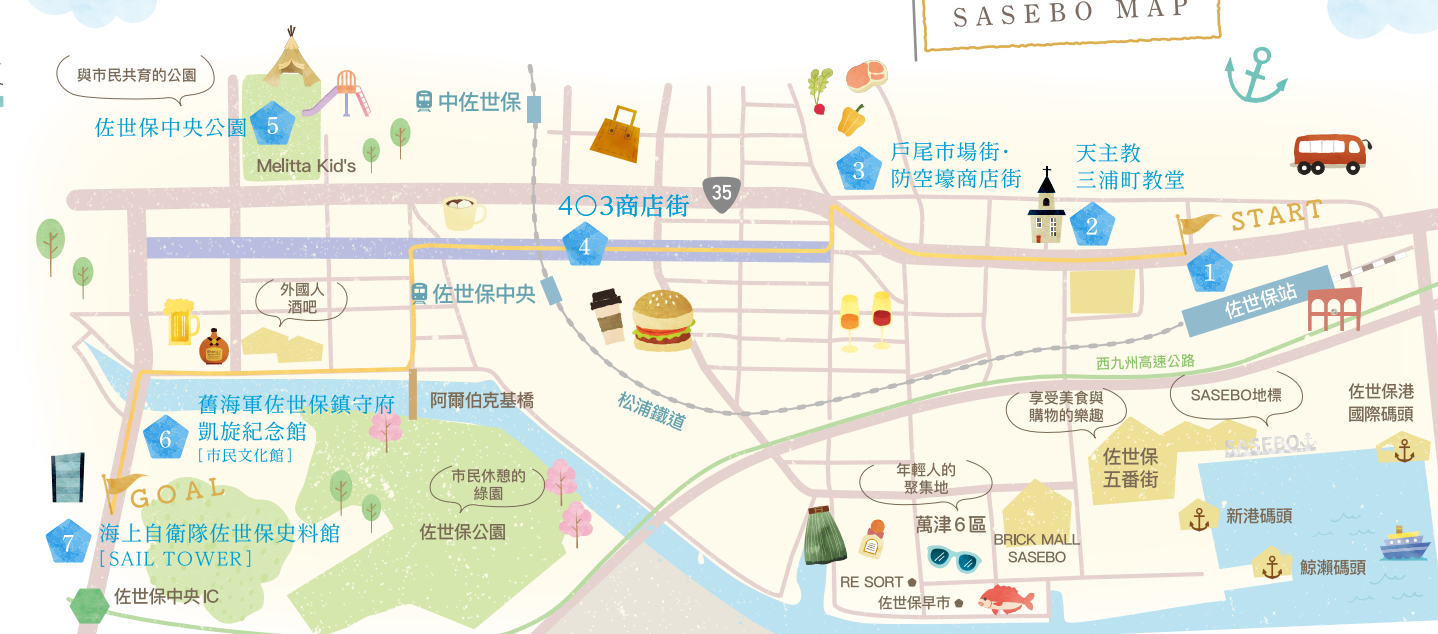 SASEBO MAP
與市民共育的公園
佐世保中央公園
5
Melitta Kid's
中佐世保
3
戶尾市場街・
防空壕商店街
天主教
三浦町教堂
2
35
4〇3商店街
4
START
1
佐世保站
佐世保中央
外國人
酒吧
西九州高速公路
松浦鐵道
阿爾伯克基橋
舊海軍佐世保鎮守府
凱旋紀念館
[市民文化館]
6
GOAL
7
海上自衛隊佐世保史料館
[SAIL TOWER]
佐世保中央IC
市民休憩的
綠園
佐世保公園
享受美食與
購物的樂趣
佐世保
五番街
SASEBO地標
SASEBO
佐世保港
國際碼頭
年輕人的
聚集地
萬津6區
BRICK MALL
SASEBO
新港碼頭
鯨瀨碼頭
RE SORT
佐世保早市